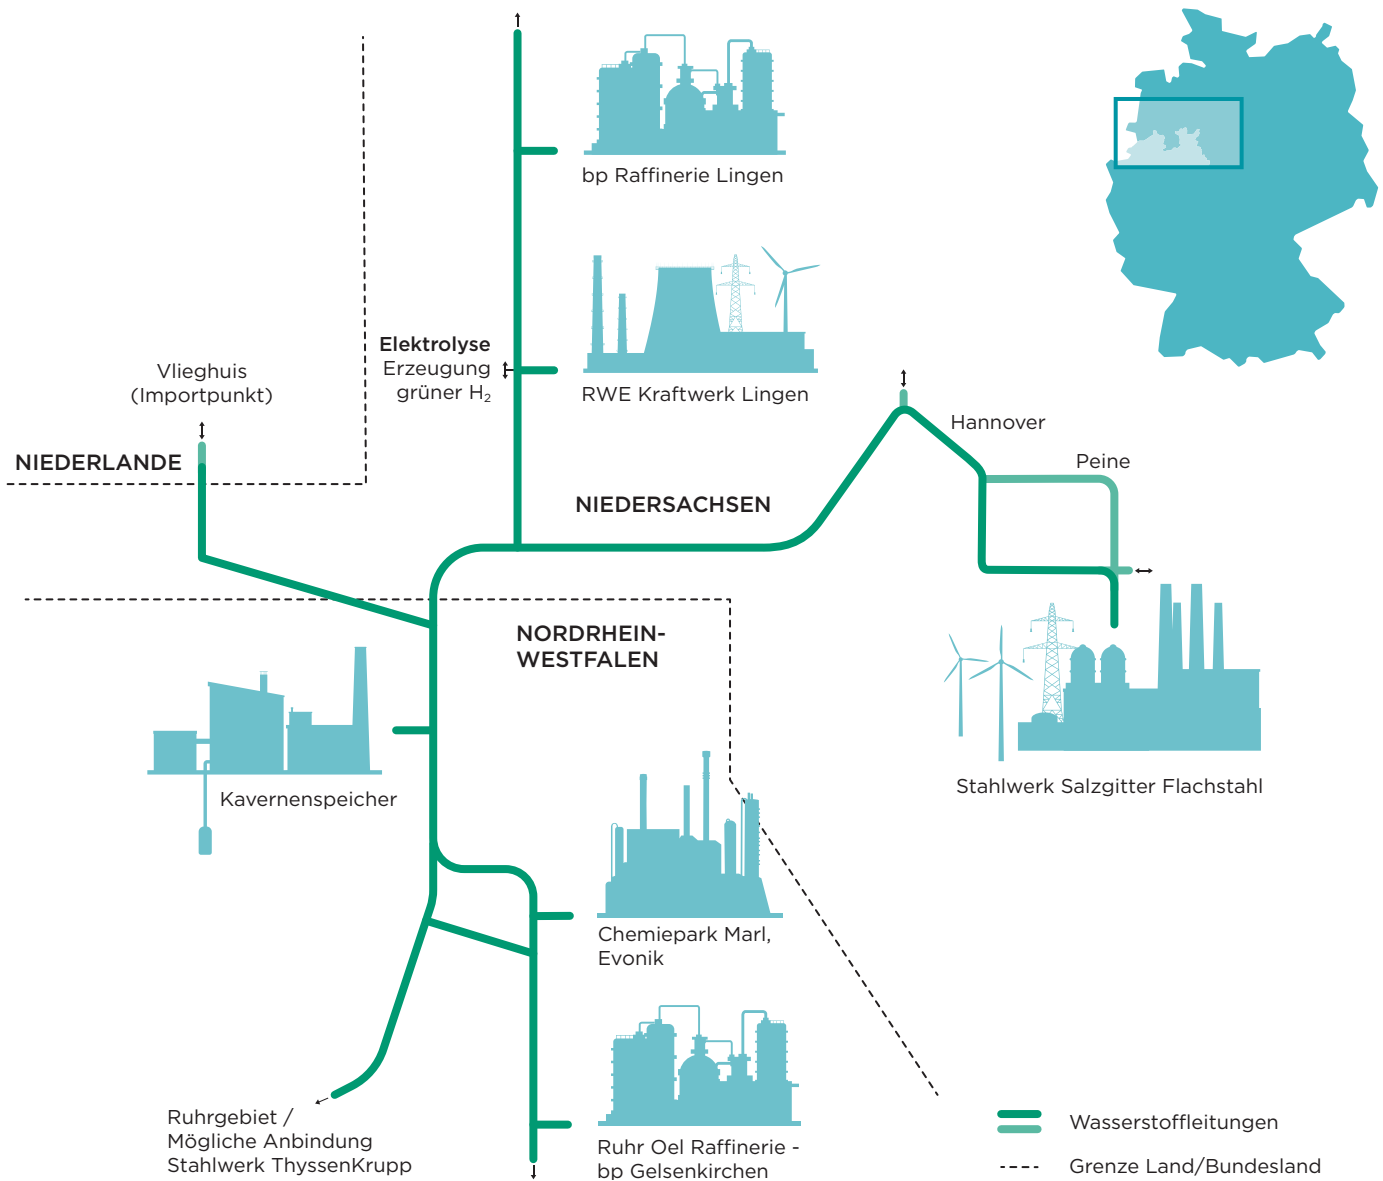 bp Raffinerie Lingen
Elektrolyse
Erzeugung
grüner H₂
RWE Kraftwerk Lingen
Vlieghuis
(Importpunkt)
NIEDERLANDE
Hannover
Peine
NIEDERSACHSEN
NORDRHEIN-
WESTFALEN
Kavernenspeicher
Stahlwerk Salzgitter Flachstahl
Chemiepark Marl,
Evonik
Ruhrgebiet /
Mögliche Anbindung
Stahlwerk ThyssenKrupp
Ruhr Oel Raffinerie -
bp Gelsenkirchen
Wasserstoffleitungen
Grenze Land/Bundesland